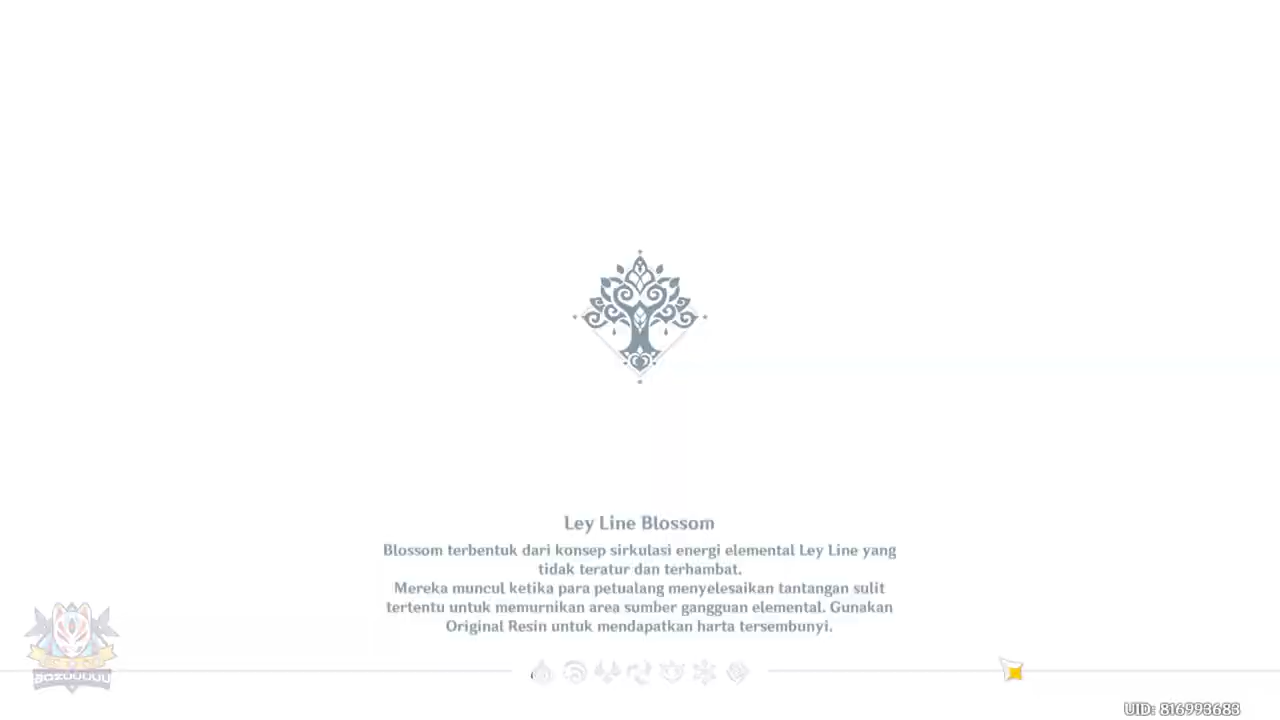 Ley Line Blossom
Blossom terbentuk dari konsep sirkulasi energi elemental Ley Line yang
tidak teratur dan terhambat.
Mereka muncul ketika para petualang menyelesaikan tantangan sulit
tertentu untuk memurnikan area sumber gangguan elemental. Gunakan
Original Resin untuk mendapatkan harta tersembunyi.
BAZOUUUU
UID: 816993683